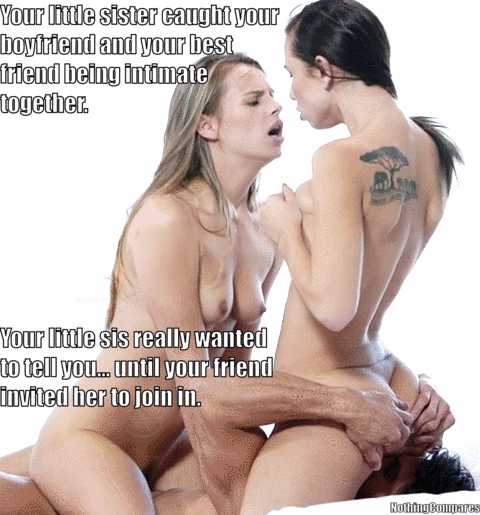 Your little sister caught your
boyfriend and your best
friend being intimate
together.
Your little sis really wanted
to tell you... until your friend
invited her to join in.
NothingCompares